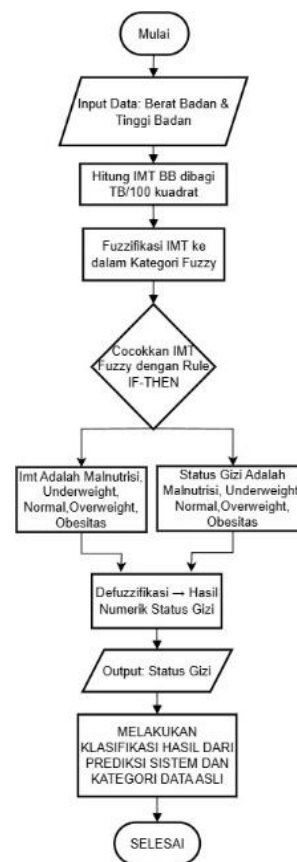 Mulai
Input Data: Berat Badan &
Tinggi Badan
Hitung IMT BB dibagi
TB/100 kuadrat
Fuzzifikasi IMT ke
dalam Kategori Fuzzy
Cocokkan IMT
Fuzzy dengan Rule
IF-THEN
Imt Adalah Malnutrisi,
Underweight,
Normal,Overweight,
Obesitas
Status Gizi Adalah
Malnutrisi, Underweight
Normal,Overweight,
Obesitas
Defuzzifikasi → Hasil
Numerik Status Gizi
Output: Status Gizi
MELAKUKAN
KLASIFIKASI HASIL DARI
PREDIKSI SISTEM DAN
KATEGORI DATA ASLI
SELESAI